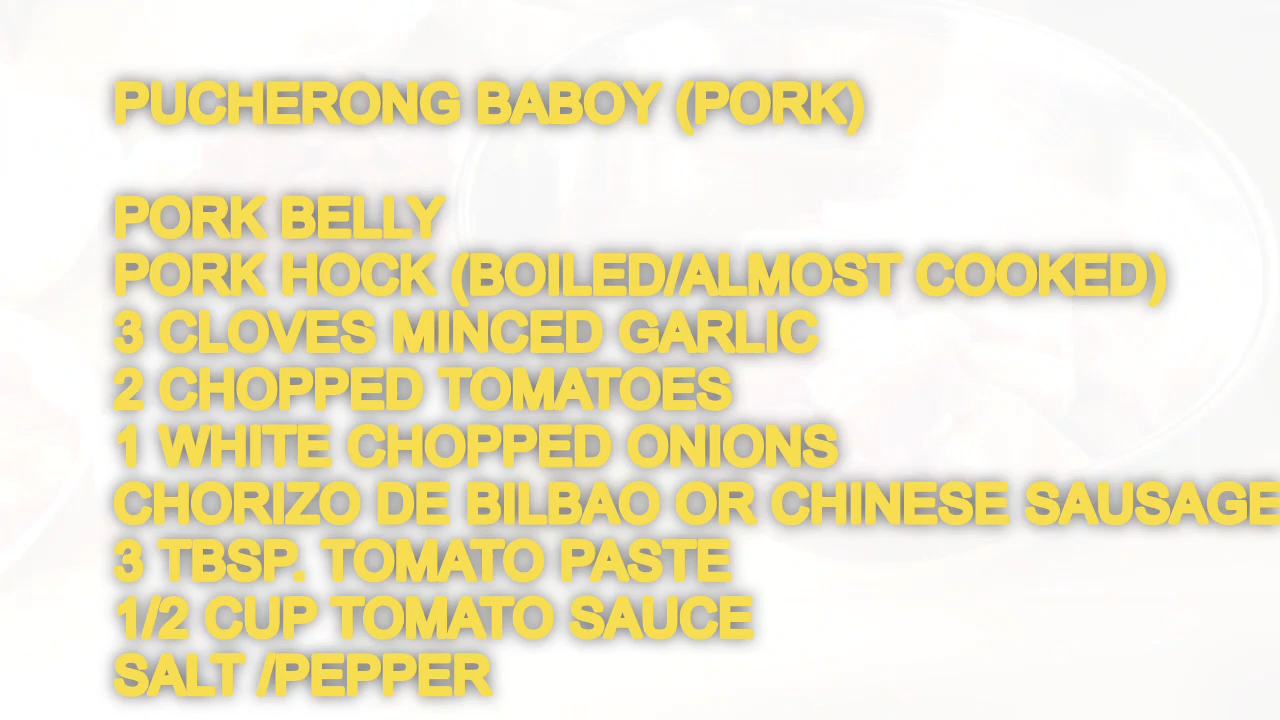 PUCHERONG BABOY (PORK)
PORK BELLY
PORK HOCK (BOILED/ALMOST COOKED)
3 CLOVES MINCED GARLIC
2 CHOPPED TOMATOES
1 WHITE CHOPPED ONIONS
CHORIZO DE BILBAO OR CHINESE SAUSAGE
3 TBSP. TOMATO PASTE
1/2 CUP TOMATO SAUCE
SALT /PEPPER